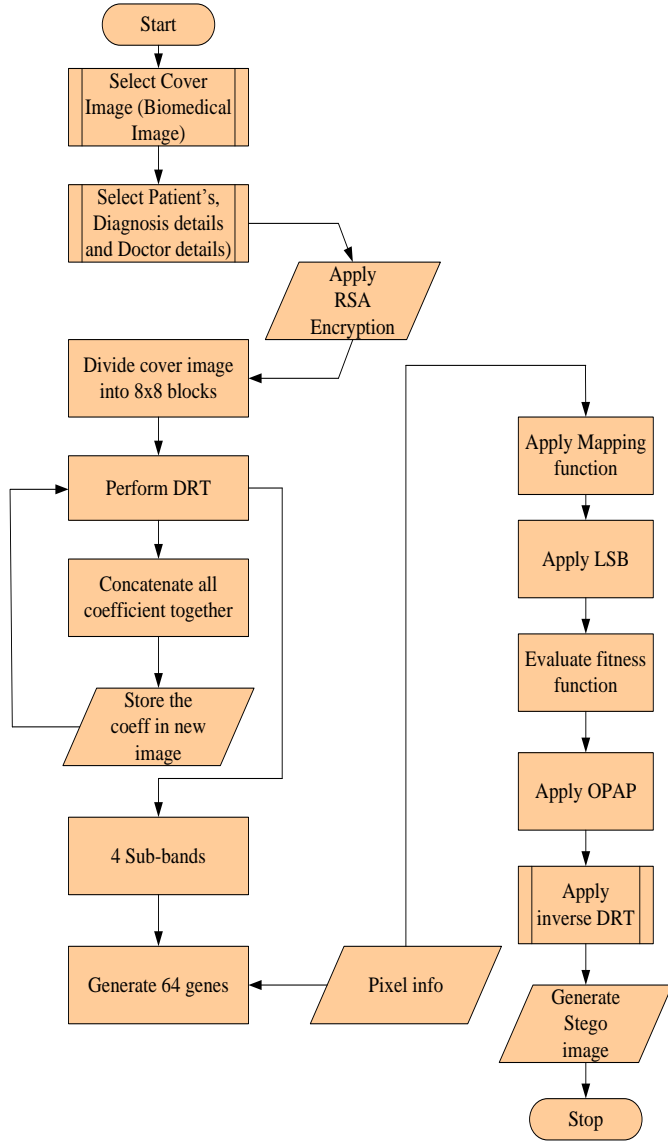 Start
Select Cover
Image (Biomedical
Image)
Select Patient's,
Diagnosis details
and Doctor details)
Apply
RSA
Encryption
Divide cover image
into 8x8 blocks
Perform DRT
Concatenate all
coefficient together
Store the
coeff in new
image
4 Sub-bands
Generate 64 genes
Pixel info
Apply Mapping
function
Apply LSB
Evaluate fitness
function
Apply OPAP
Apply
inverse DRT
Generate
Stego
image
Stop